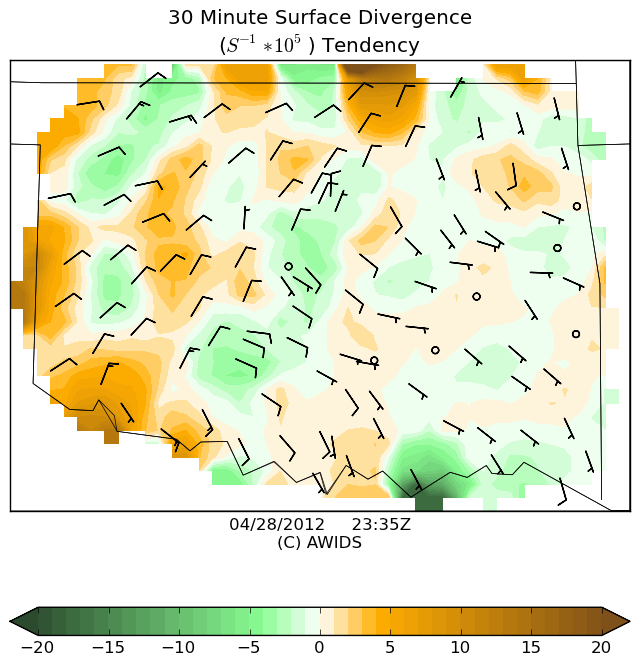 30 Minute Surface Divergence
(S⁻¹ *10⁵ ) Tendency
04/28/2012 23:35Z
(C) AWIDS
−20 −15 −10 −5 0 5 10 15 20